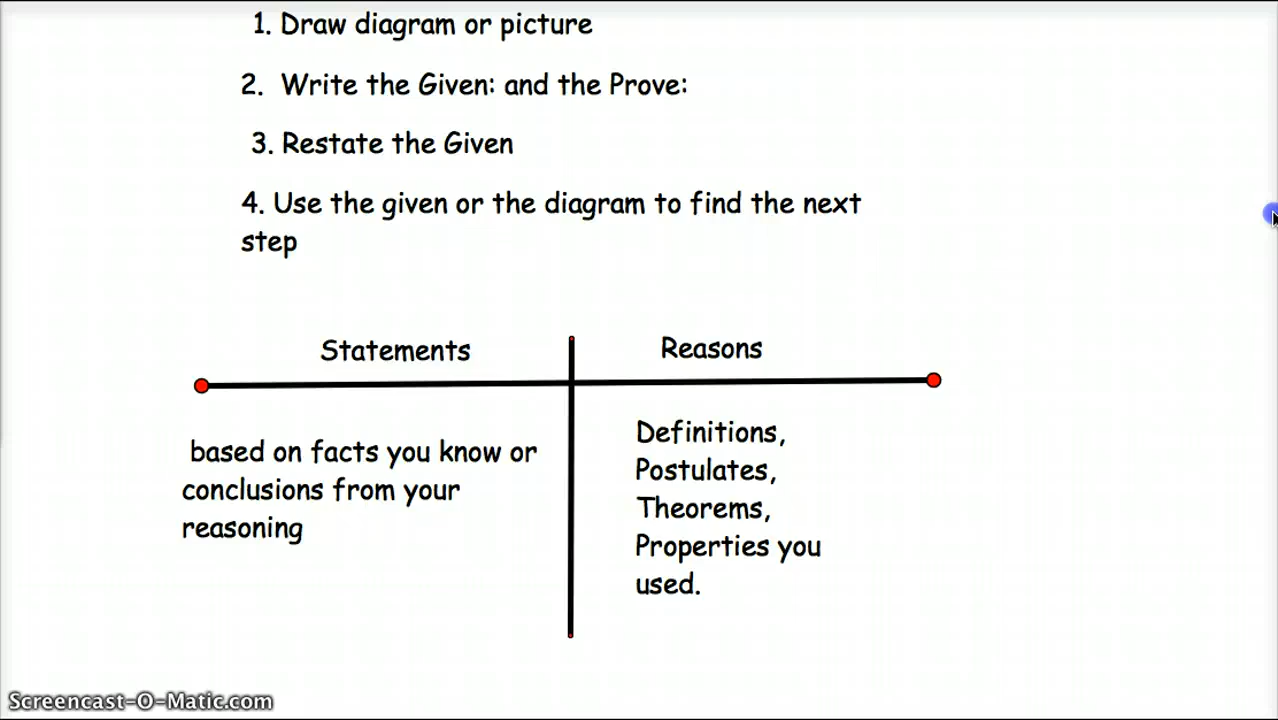 1. Draw diagram or picture
2. Write the Given: and the Prove:
3. Restate the Given
4. Use the given or the diagram to find the next
step
Statements
Reasons
based on facts you know or
conclusions from your
reasoning
Definitions,
Postulates,
Theorems,
Properties you
used.
Screencast-O-Matic.com